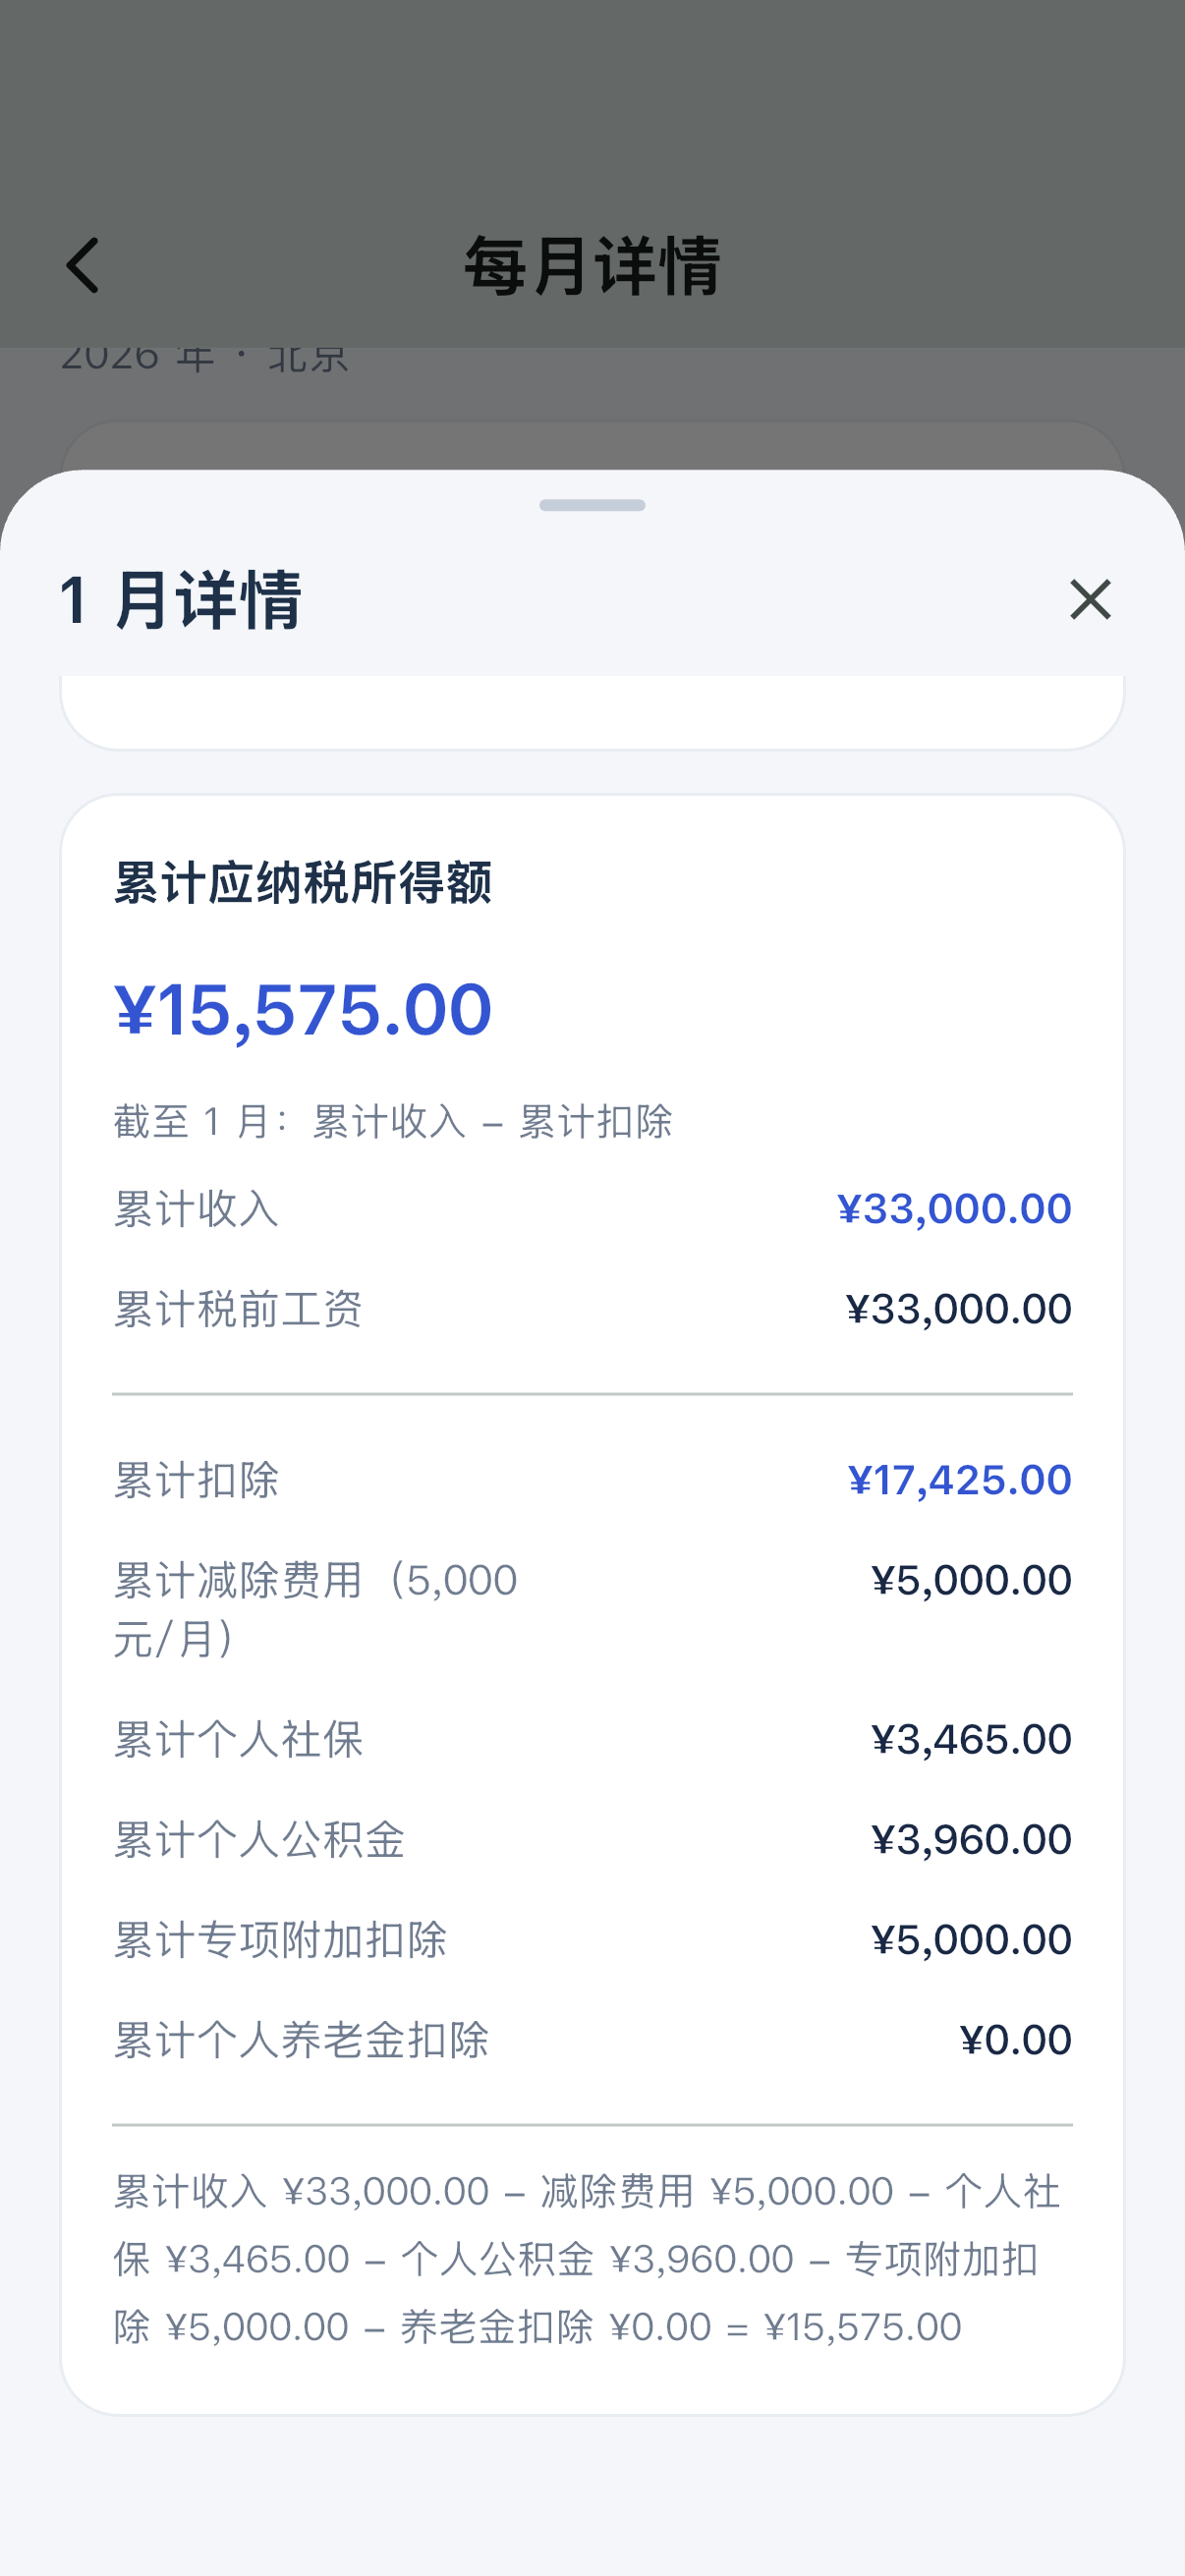 每月详情
2026 年 · 北京
1 月详情
累计应纳税所得额
¥15,575.00
截至 1 月：累计收入 – 累计扣除
累计收入 ¥33,000.00
累计税前工资 ¥33,000.00
累计扣除 ¥17,425.00
累计减除费用（5,000 ¥5,000.00
元/月）
累计个人社保 ¥3,465.00
累计个人公积金 ¥3,960.00
累计专项附加扣除 ¥5,000.00
累计个人养老金扣除 ¥0.00
累计收入 ¥33,000.00 – 减除费用 ¥5,000.00 – 个人社
保 ¥3,465.00 – 个人公积金 ¥3,960.00 – 专项附加扣
除 ¥5,000.00 – 养老金扣除 ¥0.00 = ¥15,575.00